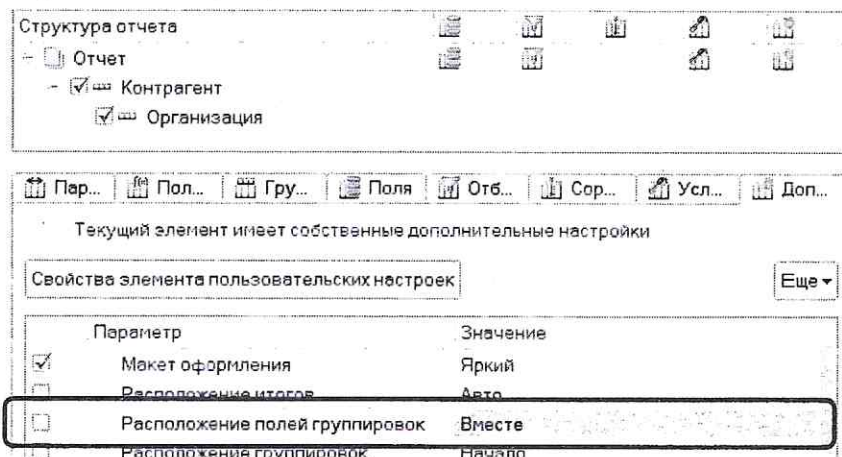 Структура отчета
Отчет
Контрагент
Организация
Пар... Пол... Гру... Поля Отб... Сор... Усл... Доп...
Текущий элемент имеет собственные дополнительные настройки
Свойства элемента пользовательских настроек Еще
Параметр Значение
Макет оформления Яркий
Расположение итогов Авто
Расположение полей группировок Вместе
Расположение группировок Начало